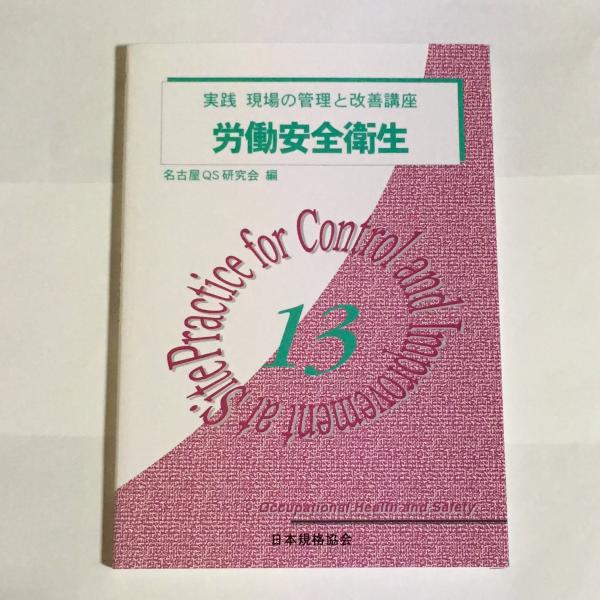 実践 現場の管理と改善講座
労働安全衛生
名古屋QS研究会 編
Practice for Control and Improvement at Site
13
Occupational Health and Safety
日本規格協会